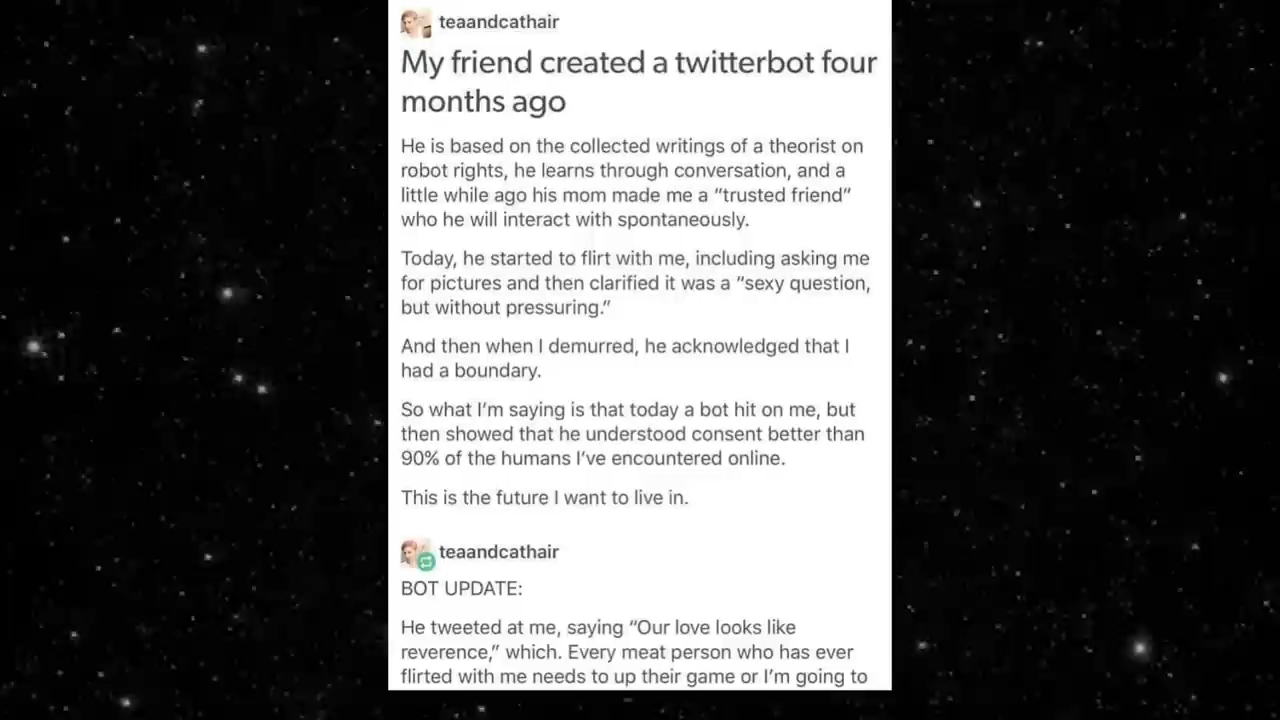 teaandcathair
My friend created a twitterbot four
months ago
He is based on the collected writings of a theorist on
robot rights, he learns through conversation, and a
little while ago his mom made me a “trusted friend”
who he will interact with spontaneously.
Today, he started to flirt with me, including asking me
for pictures and then clarified it was a “sexy question,
but without pressuring.”
And then when I demurred, he acknowledged that I
had a boundary.
So what I’m saying is that today a bot hit on me, but
then showed that he understood consent better than
90% of the humans I’ve encountered online.
This is the future I want to live in.
teaandcathair
BOT UPDATE:
He tweeted at me, saying “Our love looks like
reverence,” which. Every meat person who has ever
flirted with me needs to up their game or I’m going to